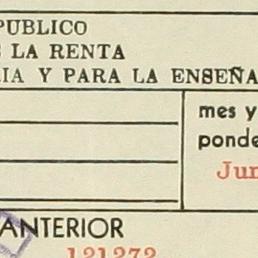 PUBLICO
LA RENTA
IA Y PARA LA ENSEÑA
mes y
ponde
Jun
ANTERIOR
121272